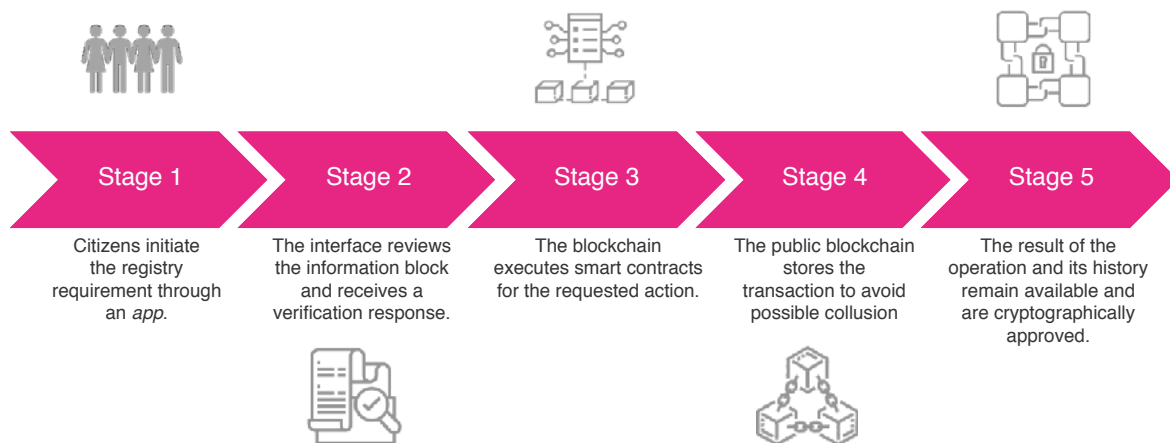 Stage 1
Stage 2
Stage 3
Stage 4
Stage 5
Citizens initiate
the registry
requirement through
an app.
The interface reviews
the information block
and receives a
verification response.
The blockchain
executes smart contracts
for the requested action.
The public blockchain
stores the
transaction to avoid
possible collusion
The result of the
operation and its history
remain available and
are cryptographically
approved.